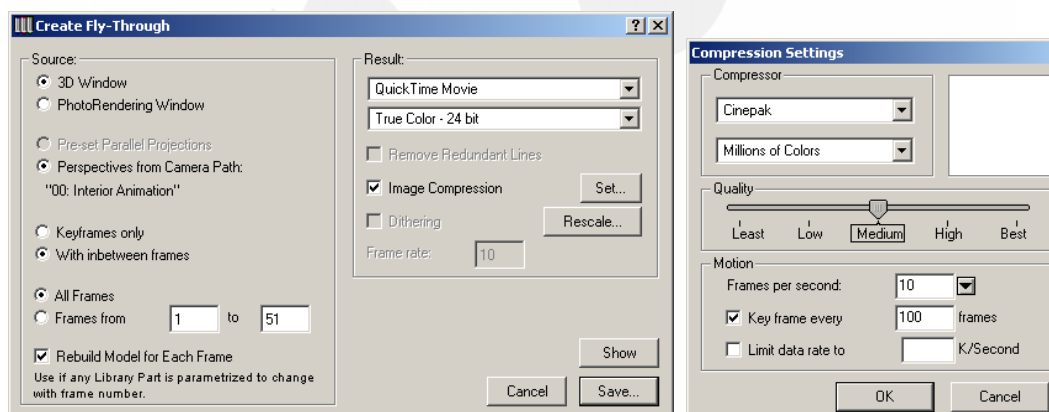 Create Fly-Through
Source:
3D Window
PhotoRendering Window
Pre-set Parallel Projections
Perspectives from Camera Path:
"00: Interior Animation"
Keyframes only
With inbetween frames
All Frames
Frames from 1 to 51
Rebuild Model for Each Frame
Use if any Library Part is parametrized to change
with frame number.
Result:
QuickTime Movie
True Color - 24 bit
Remove Redundant Lines
Image Compression Set...
Dithering Rescale...
Frame rate: 10
Show
Cancel Save...
Compression Settings
Compressor
Cinepak
Millions of Colors
Quality
Least Low Medium High Best
Motion
Frames per second: 10
Key frame every 100 frames
Limit data rate to K/Second
OK Cancel